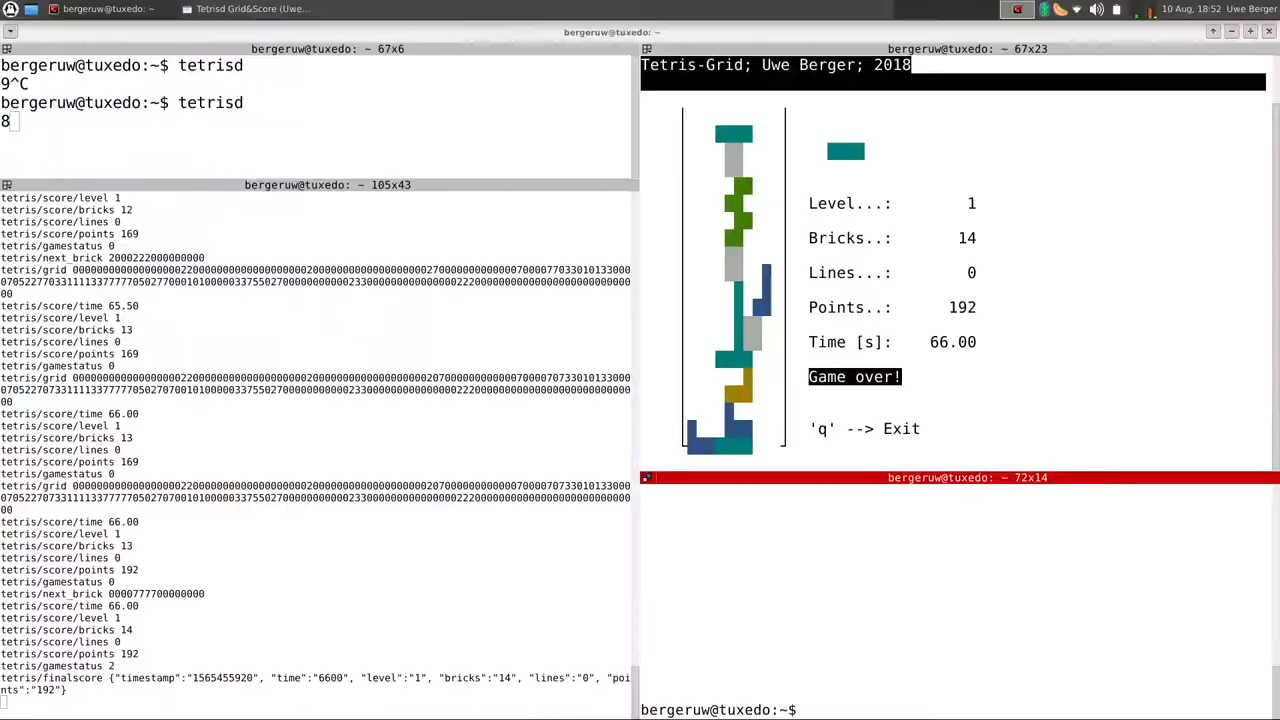 bergeruw@tuxedo: ~
Tetrisd Grid&Score (Uwe...
10 Aug, 18:52 Uwe Berger
bergeruw@tuxedo: ~
bergeruw@tuxedo: ~ 67x6
bergeruw@tuxedo:~$ tetrisd
9^C
bergeruw@tuxedo:~$ tetrisd
8
bergeruw@tuxedo: ~ 105x43
tetris/score/level 1
tetris/score/bricks 12
tetris/score/lines 0
tetris/score/points 169
tetris/gamestatus 0
tetris/next_brick 2000222000000000
tetris/score/time 65.50
tetris/score/level 1
tetris/score/bricks 13
tetris/score/lines 0
tetris/score/points 169
tetris/gamestatus 0
tetris/score/time 66.00
tetris/score/level 1
tetris/score/bricks 13
tetris/score/lines 0
tetris/score/points 169
tetris/gamestatus 0
tetris/score/time 66.00
tetris/score/level 1
tetris/score/bricks 13
tetris/score/lines 0
tetris/score/points 192
tetris/gamestatus 0
tetris/next_brick 0000777700000000
tetris/score/time 66.00
tetris/score/level 1
tetris/score/bricks 14
tetris/score/lines 0
tetris/score/points 192
tetris/gamestatus 2
tetris/finalscore {"timestamp":"1565455920", "time":"6600", "level":"1", "bricks":"14", "lines":"0", "poi
nts":"192"}
bergeruw@tuxedo: ~ 67x23
Tetris-Grid; Uwe Berger; 2018
Level...: 1
Bricks..: 14
Lines...: 0
Points..: 192
Time [s]: 66.00
Game over!
'q' --> Exit
bergeruw@tuxedo: ~ 72x14
bergeruw@tuxedo:~$